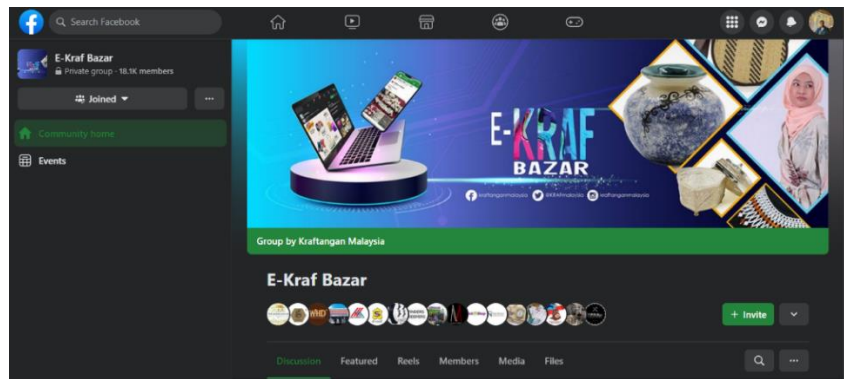 Search Facebook
E-Kraf Bazar
Private group · 18.1K members
Joined
Community home
Events
E-KRAF
BAZAR
kraftanganmalaysia
kraftanganmalaysia
Group by Kraftangan Malaysia
E-Kraf Bazar
+ Invite
Discussion
Featured
Reels
Members
Media
Files